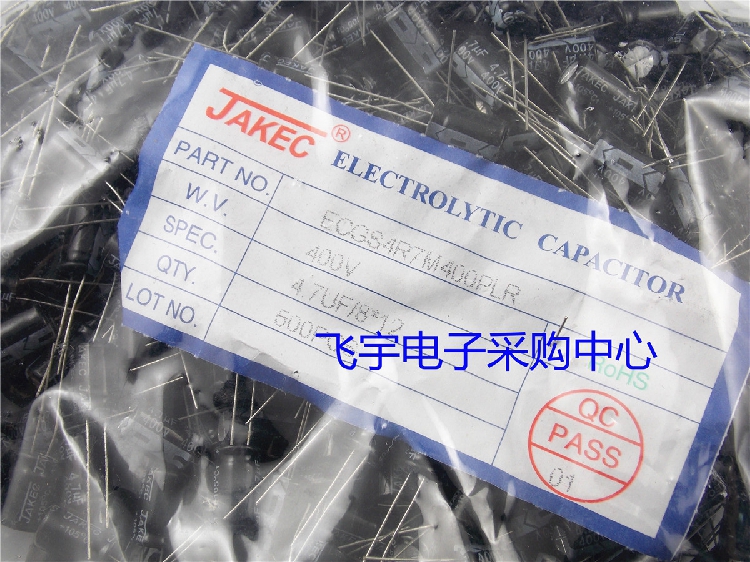 JAKEC®
ELECTROLYTIC CAPACITOR
PART NO. ECGS4R7M400PLR
W.V. 400V
SPEC. 4.7UF/8*12
QTY.
LOT NO.
飞宇电子采购中心
RoHS
QC
PASS
01
JAKEC